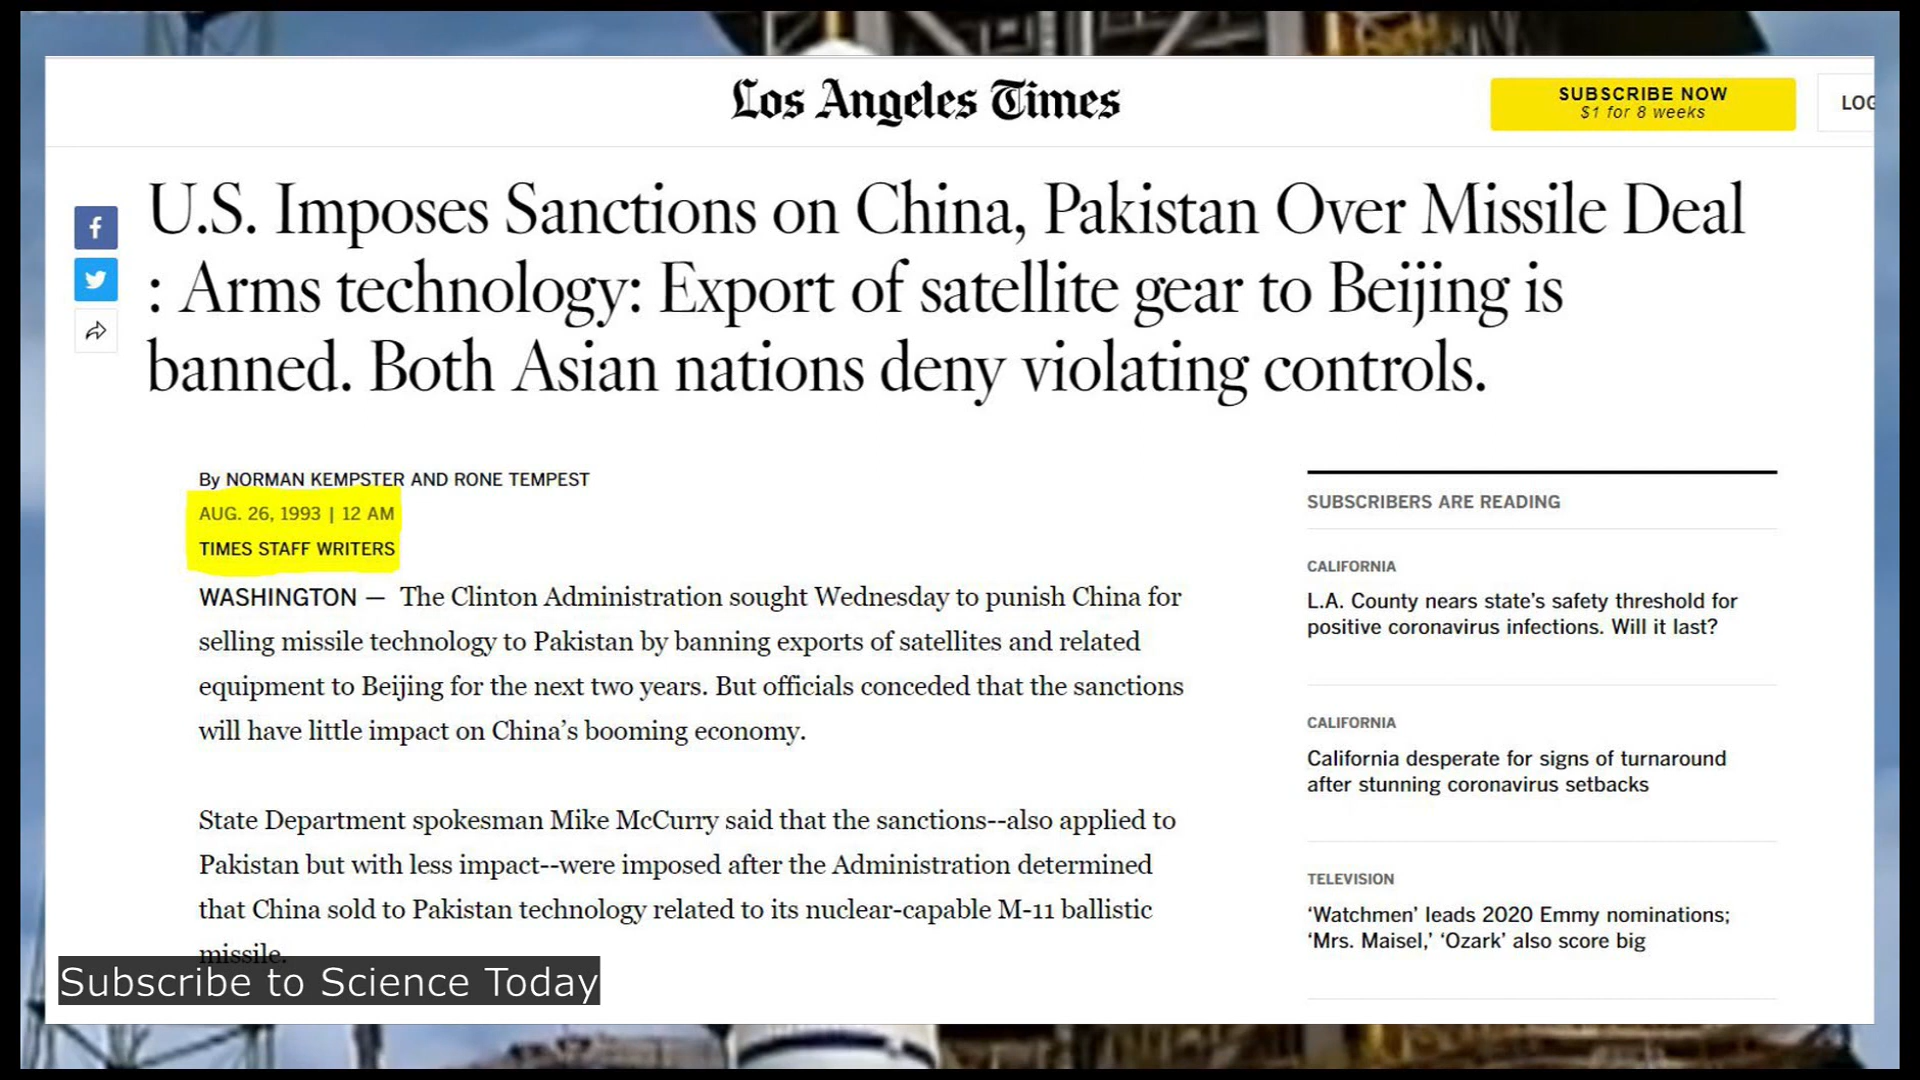 Los Angeles Times
SUBSCRIBE NOW
$1 for 8 weeks
LOG
U.S. Imposes Sanctions on China, Pakistan Over Missile Deal
: Arms technology: Export of satellite gear to Beijing is
banned. Both Asian nations deny violating controls.
By NORMAN KEMPSTER AND RONE TEMPEST
AUG. 26, 1993 | 12 AM
TIMES STAFF WRITERS
WASHINGTON — The Clinton Administration sought Wednesday to punish China for
selling missile technology to Pakistan by banning exports of satellites and related
equipment to Beijing for the next two years. But officials conceded that the sanctions
will have little impact on China’s booming economy.
State Department spokesman Mike McCurry said that the sanctions--also applied to
Pakistan but with less impact--were imposed after the Administration determined
that China sold to Pakistan technology related to its nuclear-capable M-11 ballistic
missile.
SUBSCRIBERS ARE READING
CALIFORNIA
L.A. County nears state’s safety threshold for
positive coronavirus infections. Will it last?
CALIFORNIA
California desperate for signs of turnaround
after stunning coronavirus setbacks
TELEVISION
‘Watchmen’ leads 2020 Emmy nominations;
‘Mrs. Maisel,’ ‘Ozark’ also score big
Subscribe to Science Today